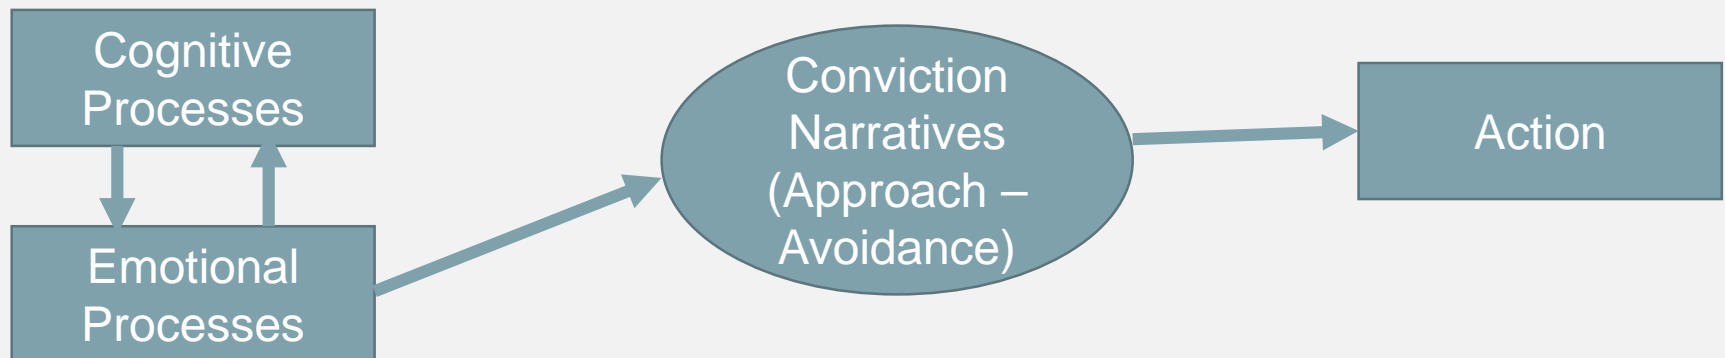 Cognitive
Processes
Emotional
Processes
Conviction
Narratives
(Approach –
Avoidance)
Action